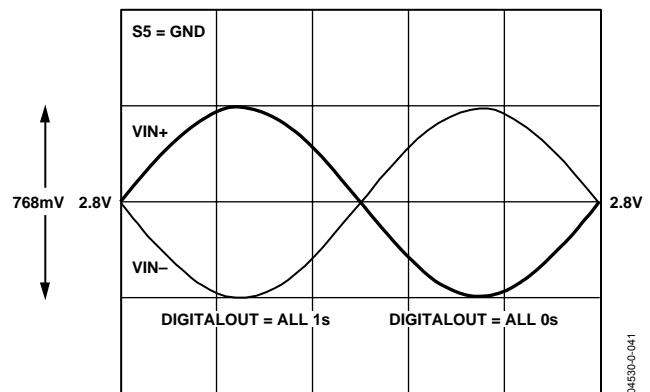 S5 = GND
VIN+
768mV 2.8V 2.8V
VIN–
DIGITALOUT = ALL 1s DIGITALOUT = ALL 0s
04530-0-041